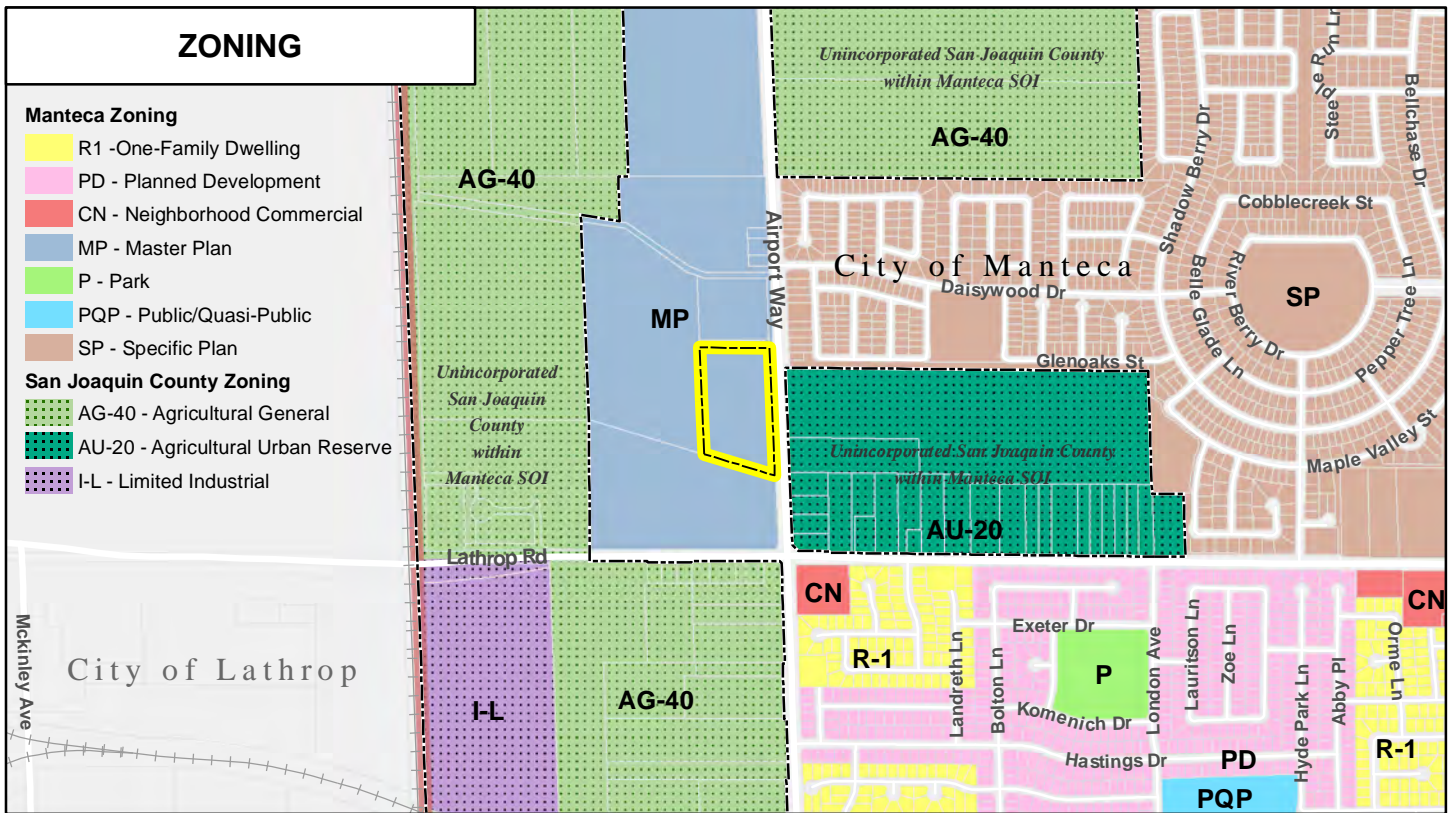 ZONING
Manteca Zoning
R1 -One-Family Dwelling
PD - Planned Development
CN - Neighborhood Commercial
MP - Master Plan
P - Park
PQP - Public/Quasi-Public
SP - Specific Plan
San Joaquin County Zoning
AG-40 - Agricultural General
AU-20 - Agricultural Urban Reserve
I-L - Limited Industrial
AG-40
Unincorporated San Joaquin County
within Manteca SOI
AG-40
Steele Run Ln
Bellchase Dr
Shadow Berry Dr
Cobblecreek St
Airport Way
City of Manteca
Daisywood Dr
Belle Glade Ln
River Berry Dr
SP
Pepper Tree Ln
MP
Glenoaks St
Unincorporated
San Joaquin
County
within
Manteca SOI
Unincorporated San Joaquin County
within Manteca SOI
AU-20
Maple Valley St
Lathrop Rd
Mckinley Ave
City of Lathrop
I-L
AG-40
CN
R-1
Landreth Ln
Bolton Ln
Exeter Dr
P
Komenich Dr
London Ave
Lauritson Ln
Zoe Ln
Hyde Park Ln
Abby Pl
Orme Ln
CN
R-1
Hastings Dr
PD
PQP